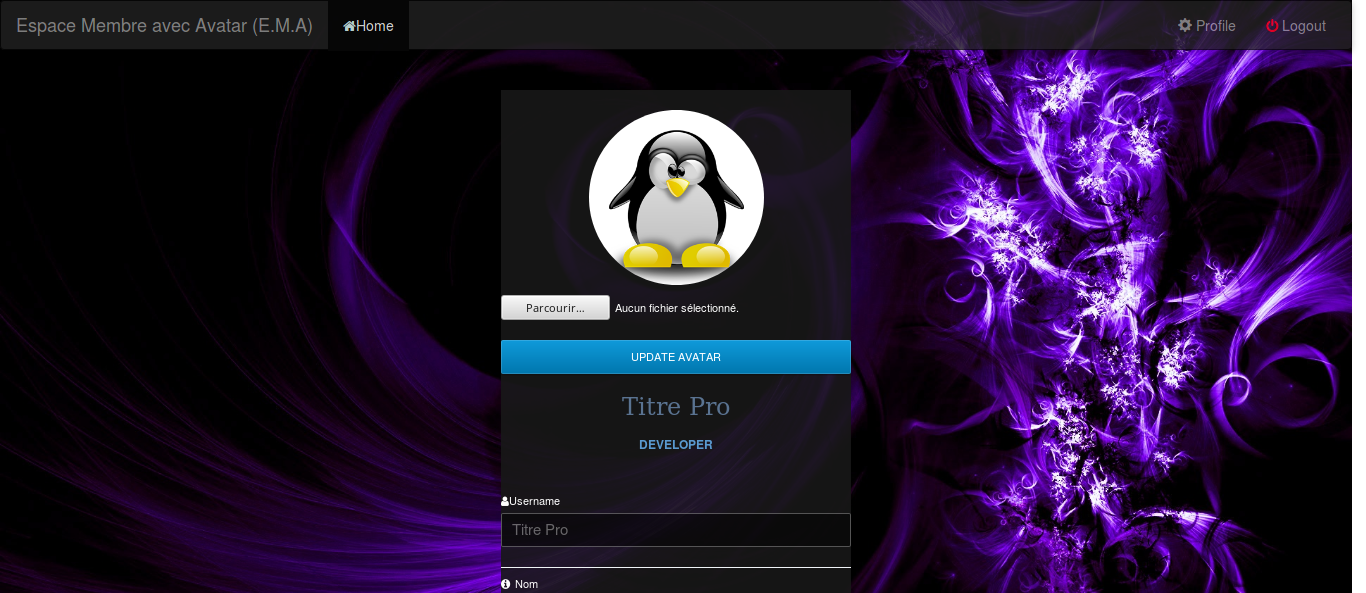 Espace Membre avec Avatar (E.M.A) Home Profile Logout
Parcourir... Aucun fichier sélectionné.
UPDATE AVATAR
Titre Pro
DEVELOPER
Username
Titre Pro
Nom